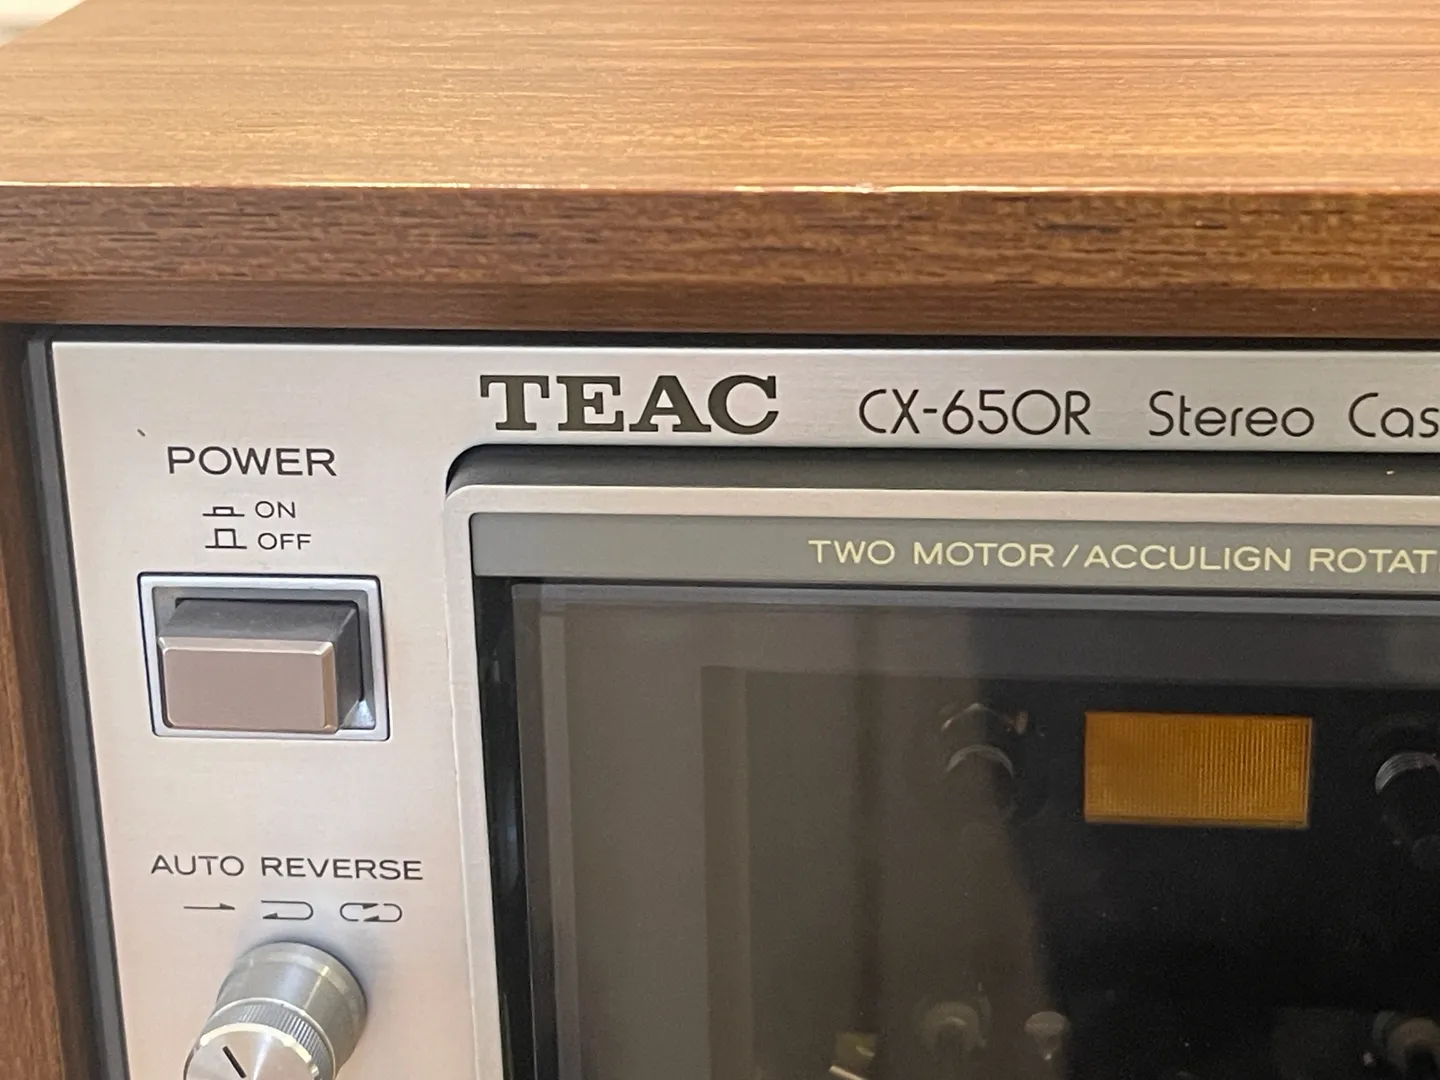 TEAC CX-650R Stereo Cas
POWER
ON
OFF
TWO MOTOR/ACCULIGN ROTAT
AUTO REVERSE